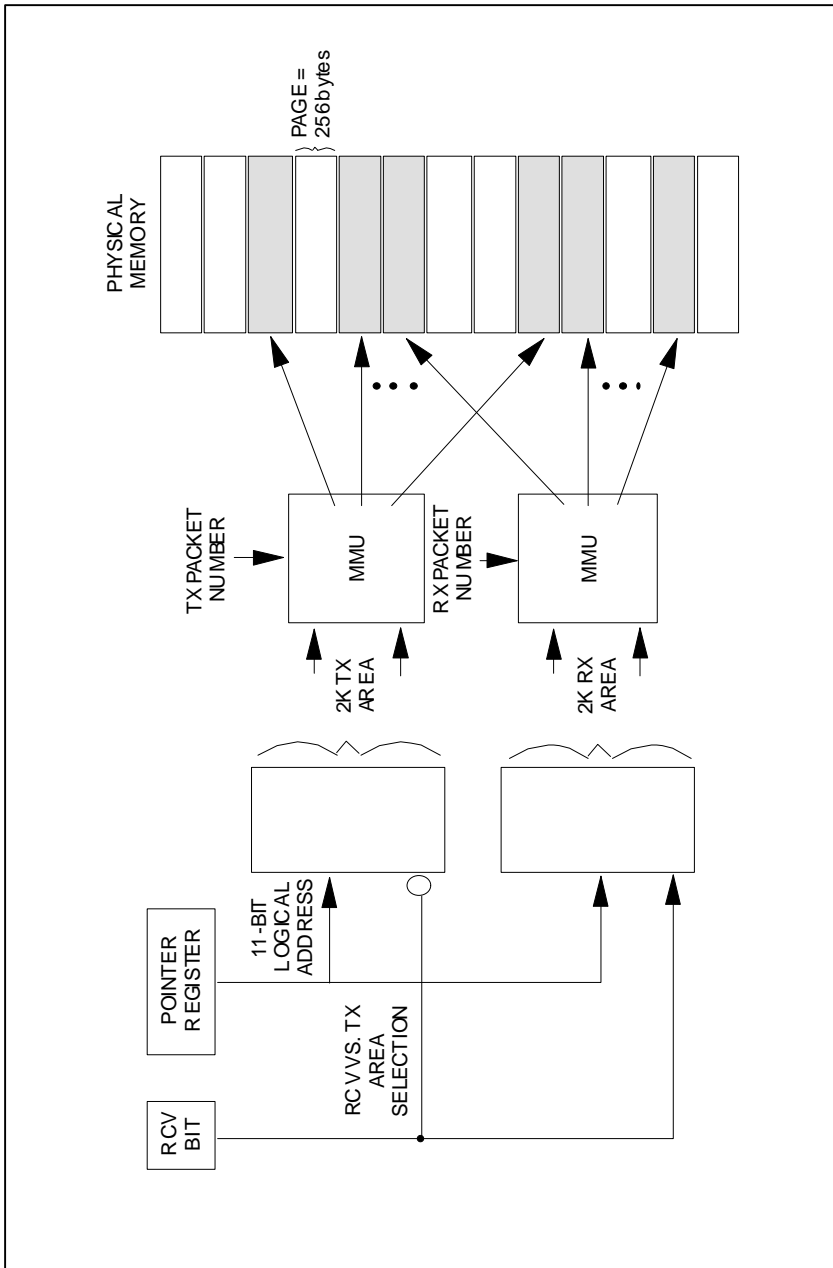 RCV
BIT
POINTER
REGISTER
RCV VS. TX
AREA
SELECTION
11-BIT
LOGICAL
ADDRESS
2K TX
AREA
2K RX
AREA
TX PACKET
NUMBER
MMU
RX PACKET
NUMBER
MMU
PHYSICAL
MEMORY
PAGE =
256bytes